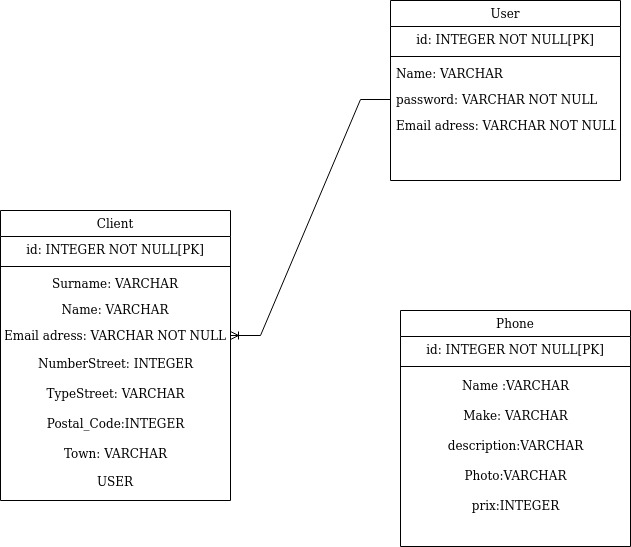 User
id: INTEGER NOT NULL[PK]
Name: VARCHAR
password: VARCHAR NOT NULL
Email adress: VARCHAR NOT NULL
Client
id: INTEGER NOT NULL[PK]
Surname: VARCHAR
Name: VARCHAR
Email adress: VARCHAR NOT NULL
NumberStreet: INTEGER
TypeStreet: VARCHAR
Postal_Code:INTEGER
Town: VARCHAR
USER
Phone
id: INTEGER NOT NULL[PK]
Name :VARCHAR
Make: VARCHAR
description:VARCHAR
Photo:VARCHAR
prix:INTEGER